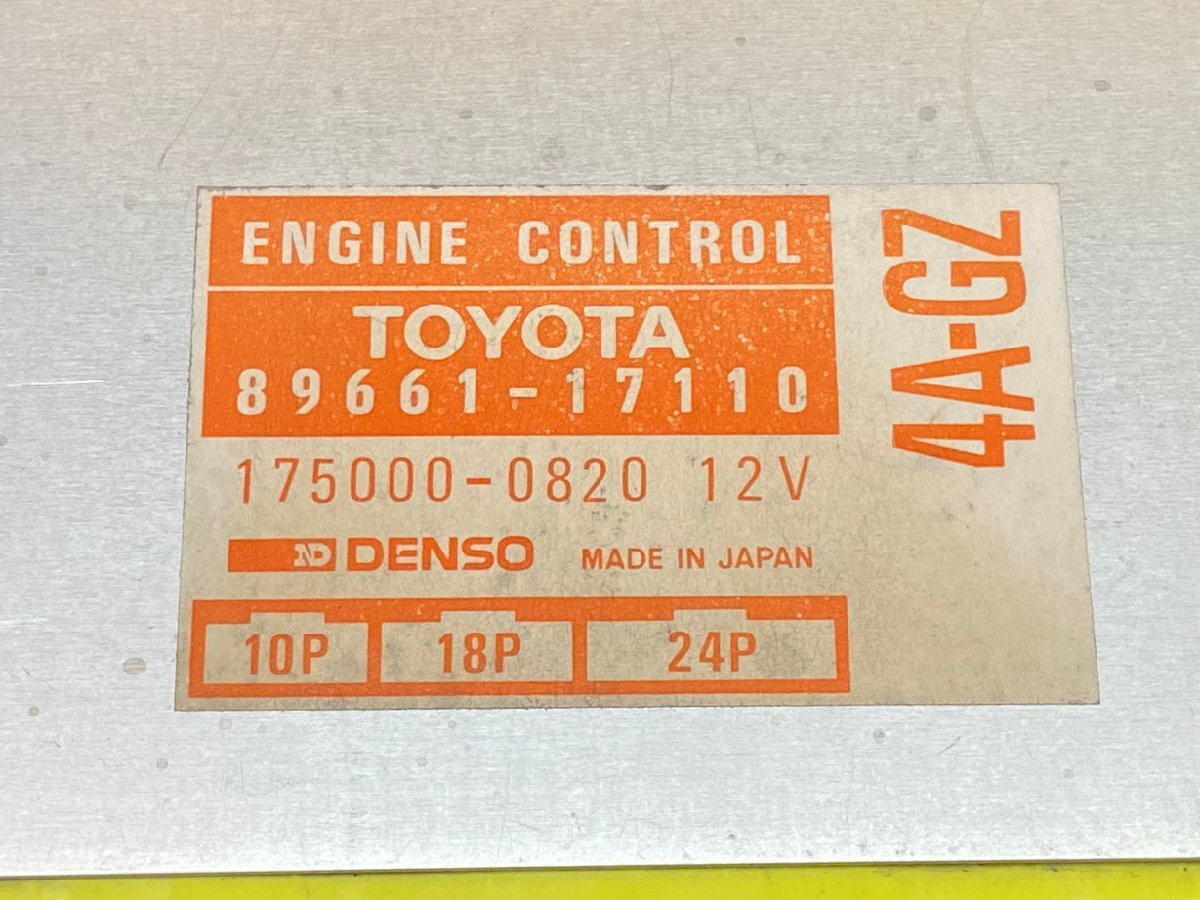 ENGINE CONTROL
TOYOTA
89661-17110
175000-0820 12V
ND DENSO MADE IN JAPAN
10P 18P 24P
4A-GZ